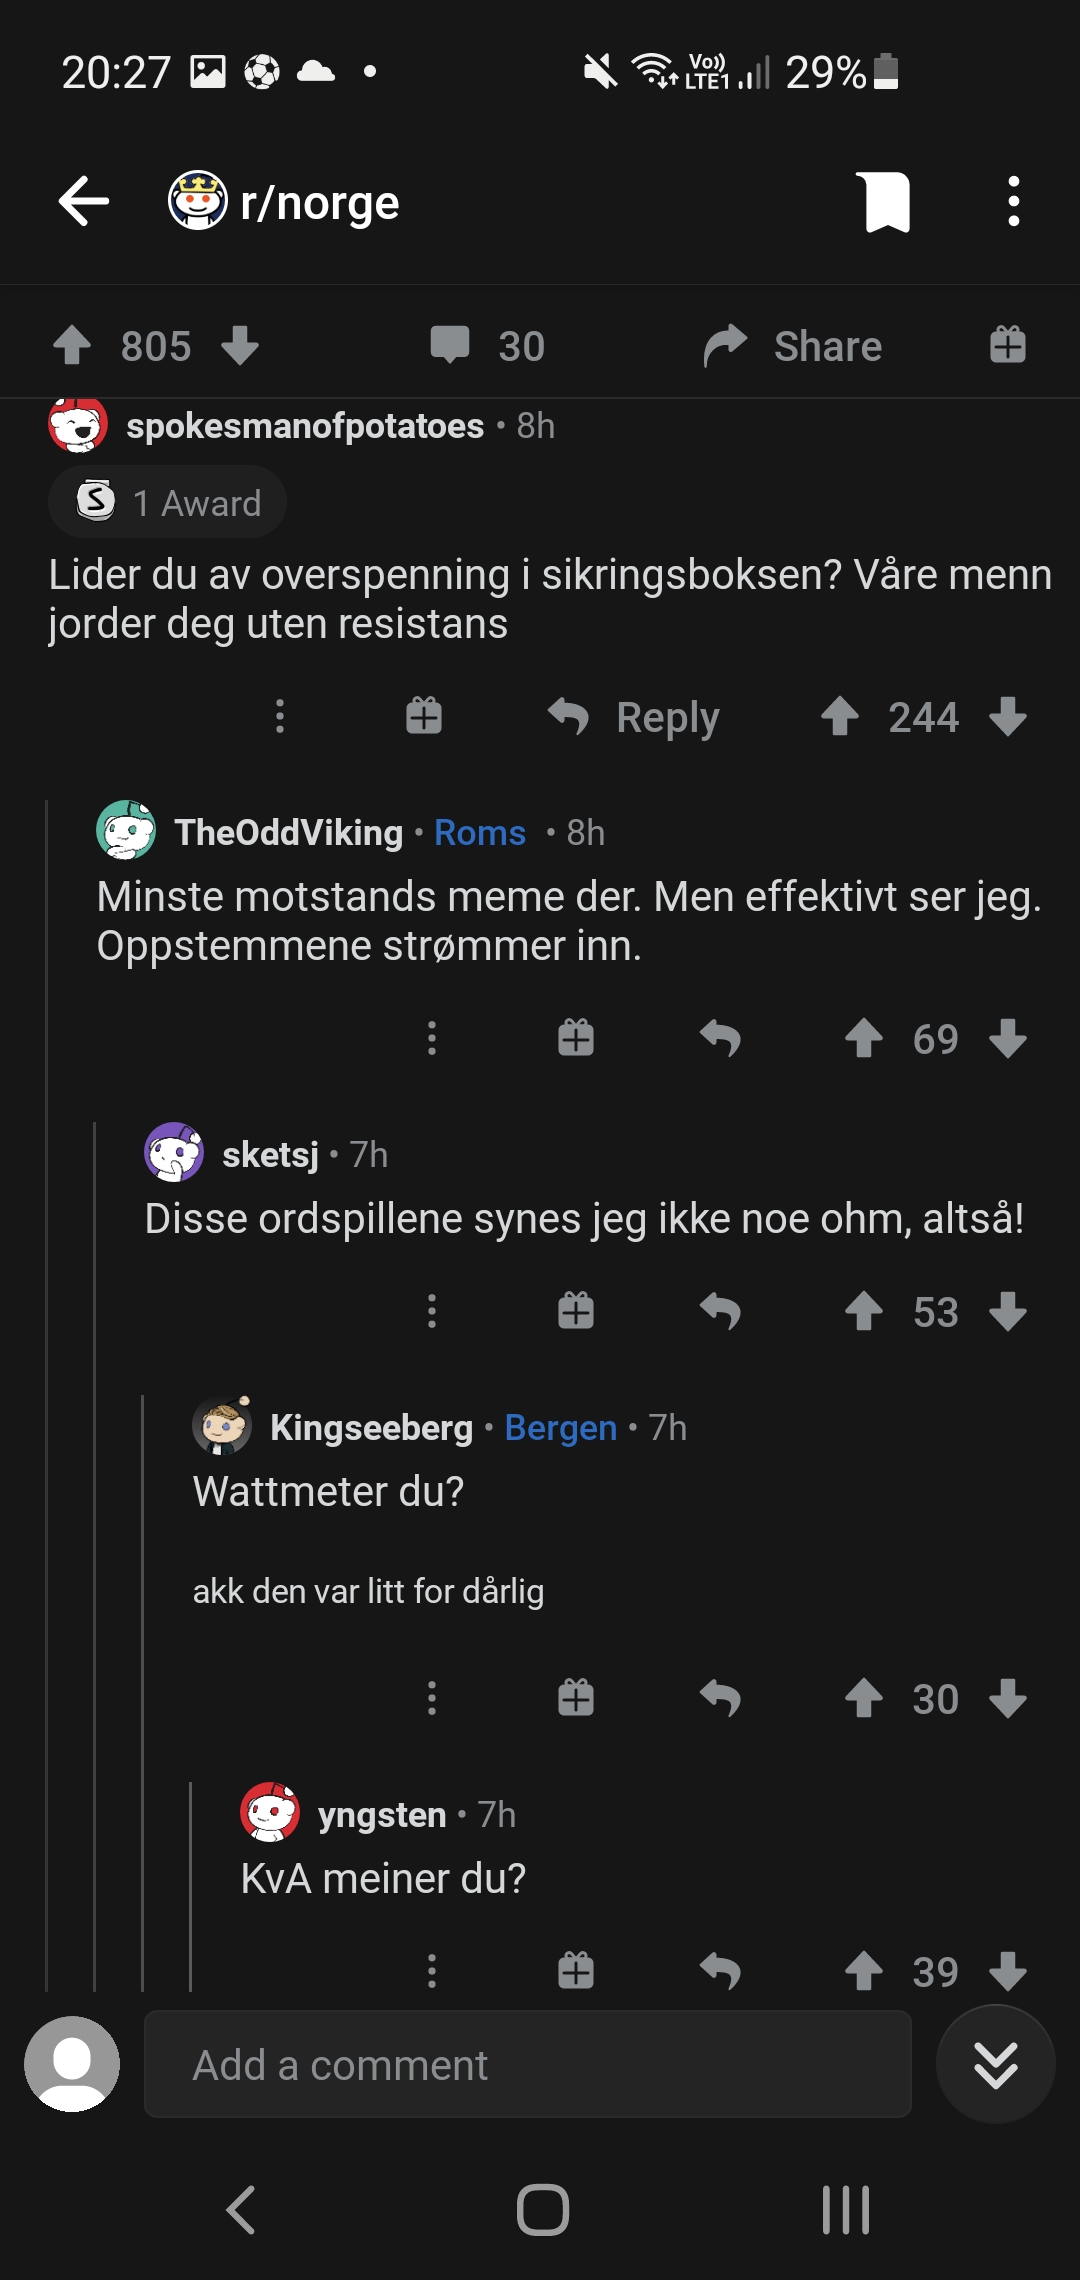 20:27 Vo)) LTE1 29%
r/norge
805 30 Share
spokesmanofpotatoes • 8h
S 1 Award
Lider du av overspenning i sikringsboksen? Våre menn
jorder deg uten resistans
Reply 244
TheOddViking • Roms • 8h
Minste motstands meme der. Men effektivt ser jeg.
Oppstemmene strømmer inn.
69
sketsj • 7h
Disse ordspillene synes jeg ikke noe ohm, altså!
53
Kingseeberg • Bergen • 7h
Wattmeter du?
akk den var litt for dårlig
30
yngsten • 7h
KvA meiner du?
39
Add a comment